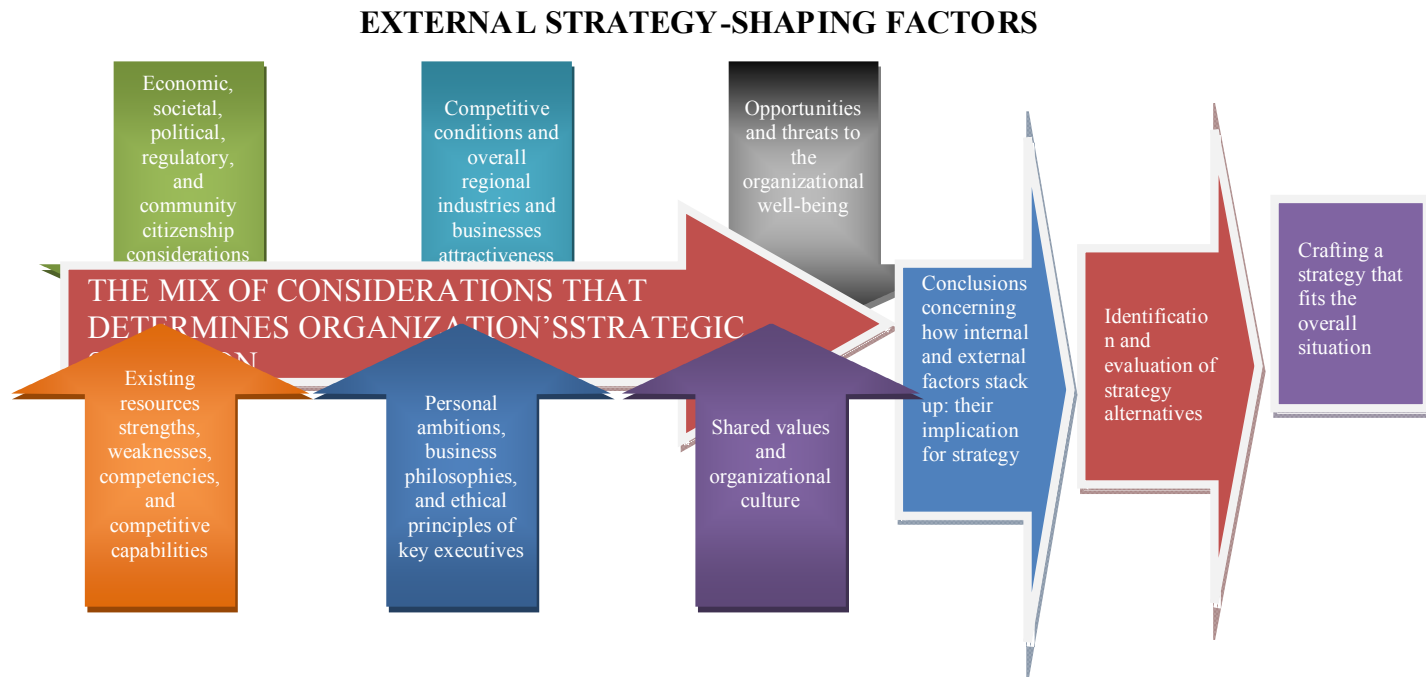 EXTERNAL STRATEGY-SHAPING FACTORS
Economic,
societal,
political,
regulatory,
and
community
citizenship
considerations
Competitive
conditions and
overall
regional
industries and
businesses
attractiveness
Opportunities
and threats to
the
organizational
well-being
THE MIX OF CONSIDERATIONS THAT
DETERMINES ORGANIZATION'SSTRATEGIC
Existing
resources
strengths,
weaknesses,
competencies,
and
competitive
capabilities
Personal
ambitions,
business
philosophies,
and ethical
principles of
key executives
Shared values
and
organizational
culture
Conclusions
concerning
how internal
and external
factors stack
up: their
implication
for strategy
Identificatio
n and
evaluation of
strategy
alternatives
Crafting a
strategy that
fits the
overall
situation